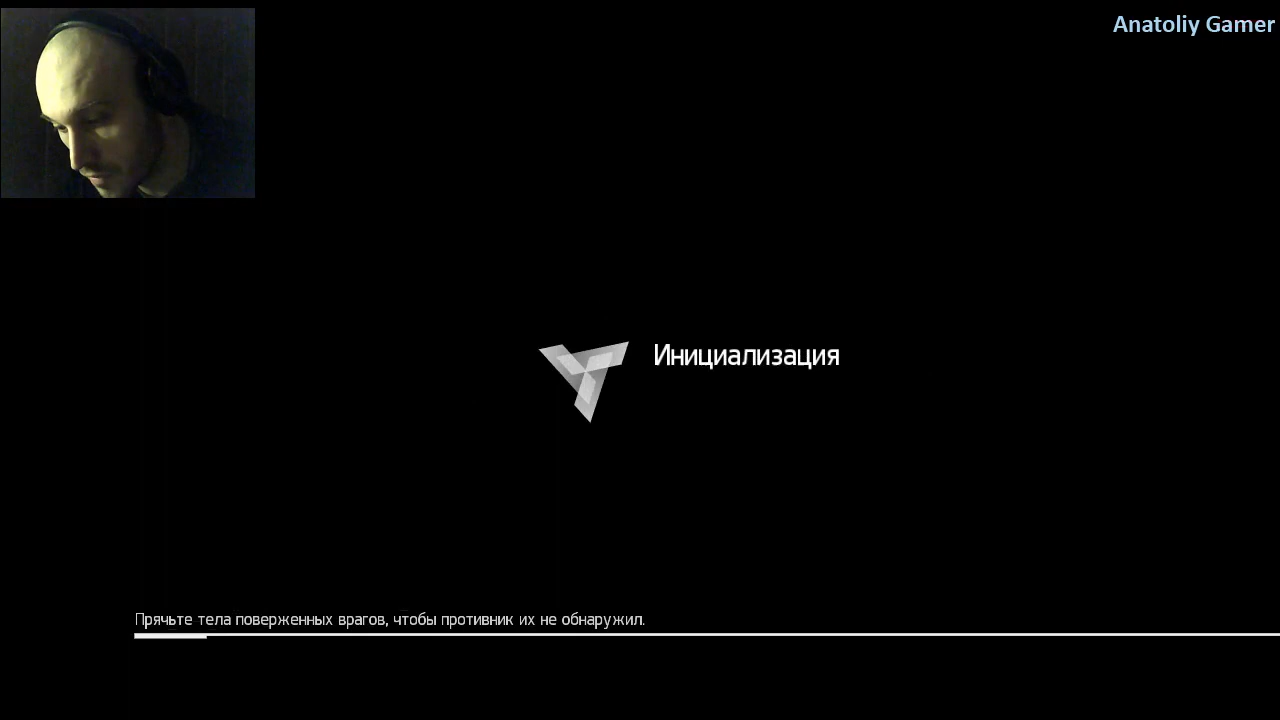 Anatoliy Gamer
Инициализация
Прячьте тела поверженных врагов, чтобы противник их не обнаружил.